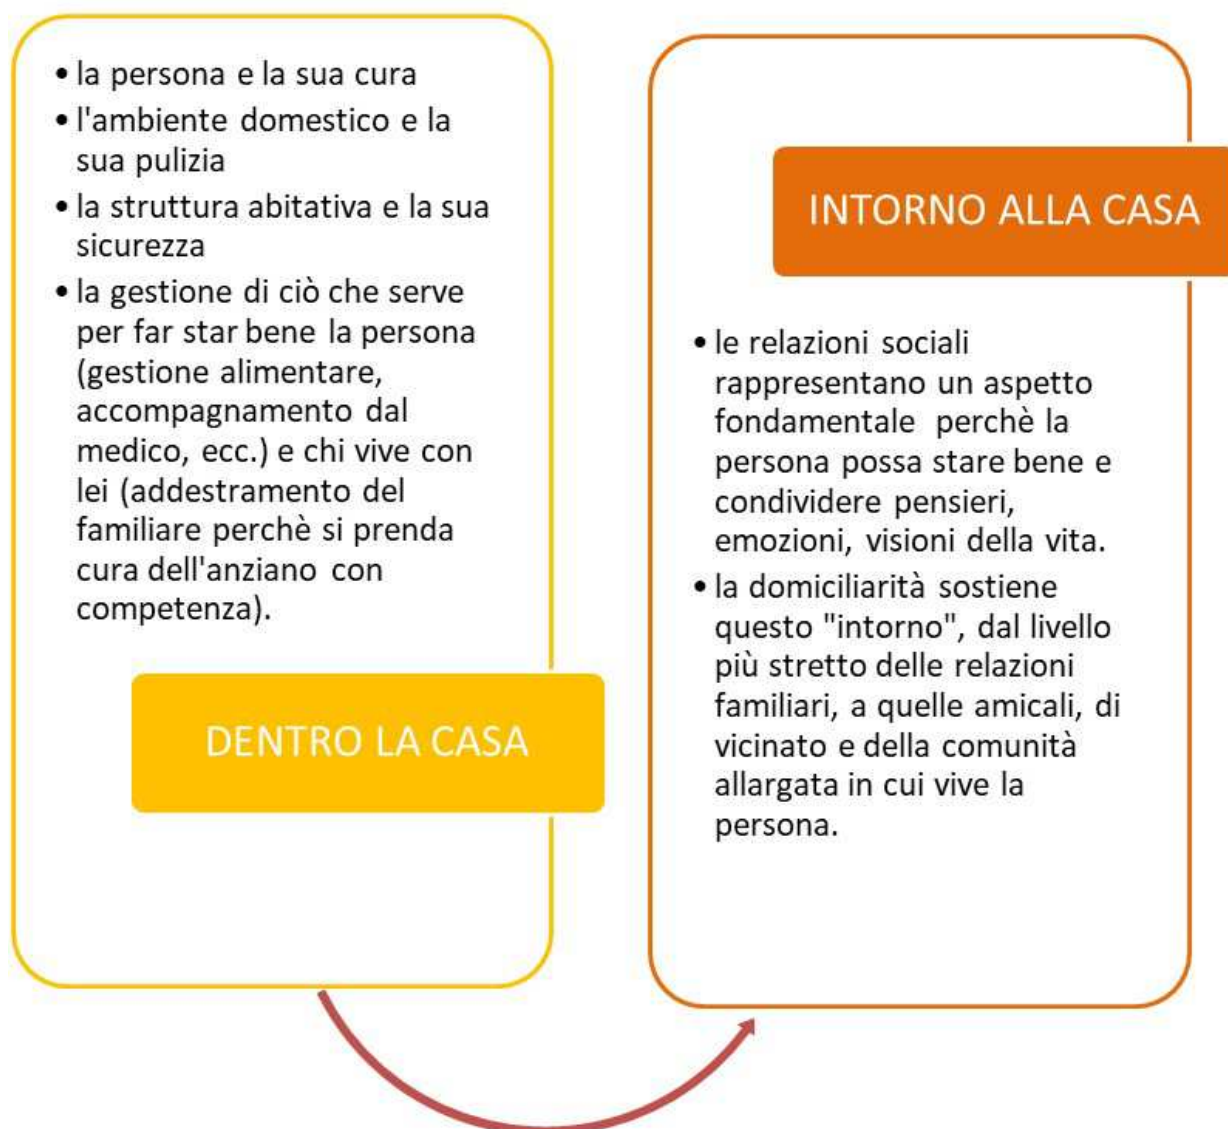 • la persona e la sua cura
• l'ambiente domestico e la
sua pulizia
• la struttura abitativa e la sua
sicurezza
• la gestione di ciò che serve
per far star bene la persona
(gestione alimentare,
accompagnamento dal
medico, ecc.) e chi vive con
lei (addestramento del
familiare perchè si prenda
cura dell'anziano con
competenza).
DENTRO LA CASA
INTORNO ALLA CASA
• le relazioni sociali
rappresentano un aspetto
fondamentale perchè la
persona possa stare bene e
condividere pensieri,
emozioni, visioni della vita.
• la domiciliarità sostiene
questo "intorno", dal livello
più stretto delle relazioni
familiari, a quelle amicali, di
vicinato e della comunità
allargata in cui vive la
persona.